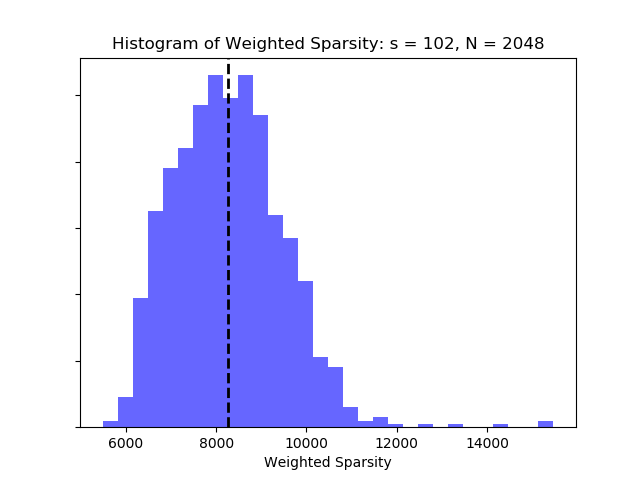 Histogram of Weighted Sparsity: s = 102, N = 2048
6000 8000 10000 12000 14000
Weighted Sparsity